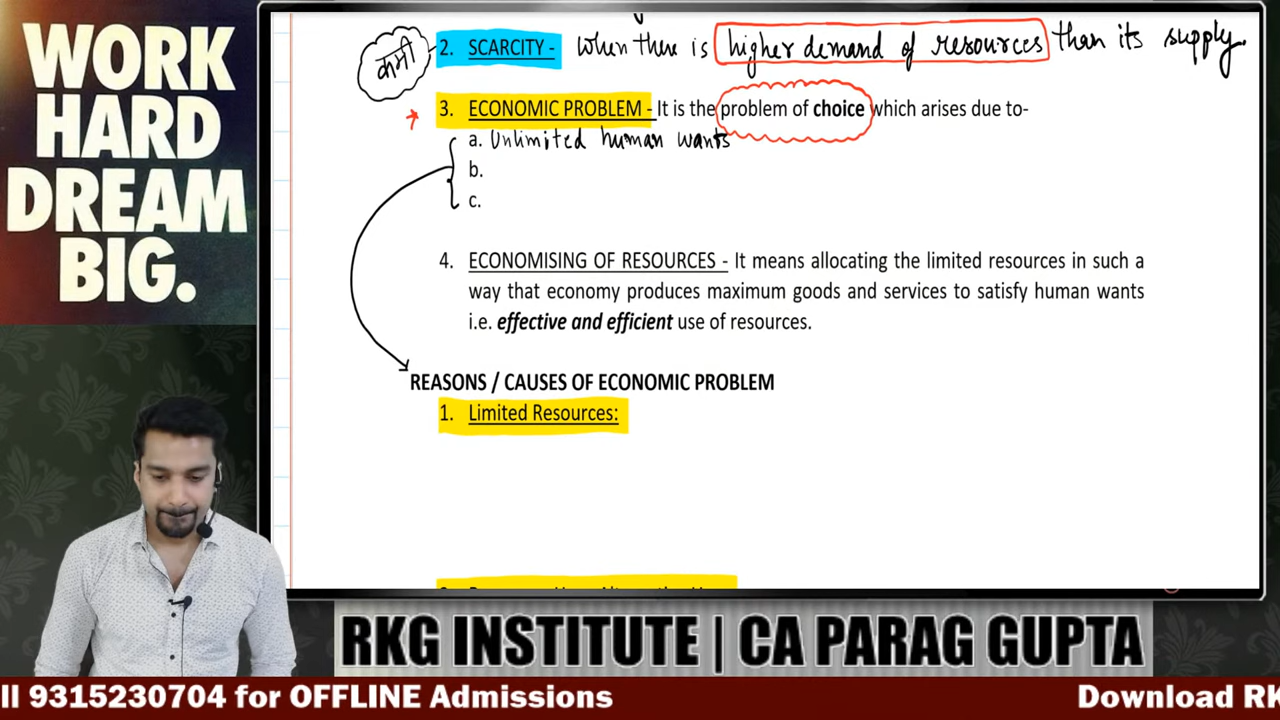 WORK
HARD
DREAM
BIG.
कमी
2. SCARCITY - When there is higher demand of resources than its supply.
3. ECONOMIC PROBLEM - It is the problem of choice which arises due to-
a. Unlimited human wants
b.
c.
4. ECONOMISING OF RESOURCES - It means allocating the limited resources in such a
way that economy produces maximum goods and services to satisfy human wants
i.e. effective and efficient use of resources.
REASONS / CAUSES OF ECONOMIC PROBLEM
1. Limited Resources:
RKG INSTITUTE | CA PARAG GUPTA
ll 9315230704 for OFFLINE Admissions
Download RK